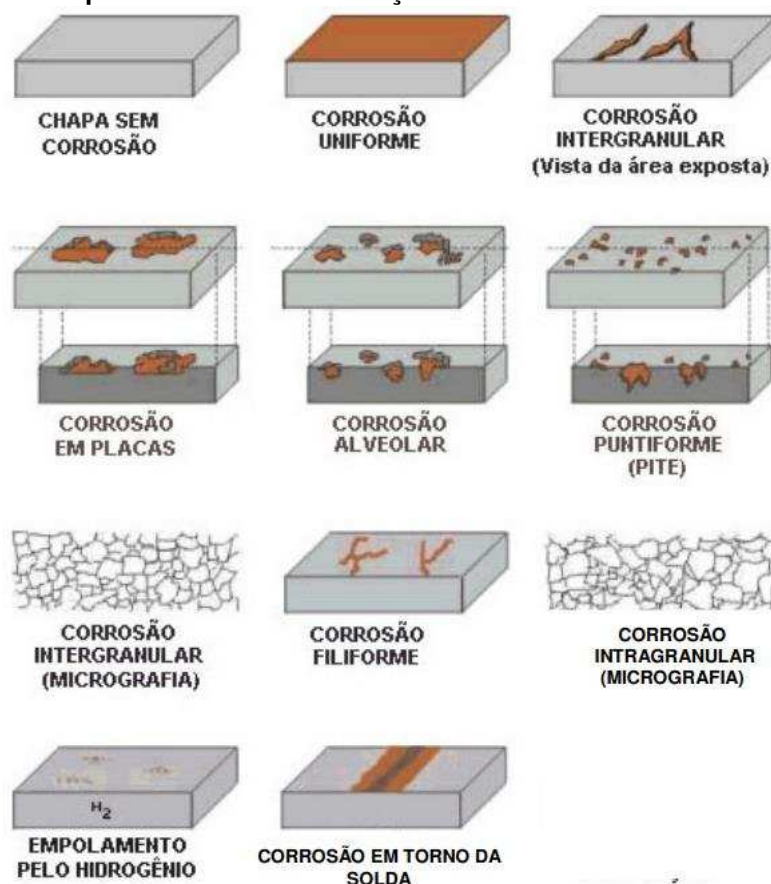 CHAPA SEM
CORROSÃO
CORROSÃO
UNIFORME
CORROSÃO
INTERGRANULAR
(Vista da área exposta)
CORROSÃO
EM PLACAS
CORROSÃO
ALVEOLAR
CORROSÃO
PUNTIFORME
(PITE)
CORROSÃO
INTERGRANULAR
(MICROGRAFIA)
CORROSÃO
FILIFORME
CORROSÃO
INTRAGRANULAR
(MICROGRAFIA)
H2
EMPOLAMENTO
PELO HIDROGÊNIO
CORROSÃO EM TORNO DA
SOLDA